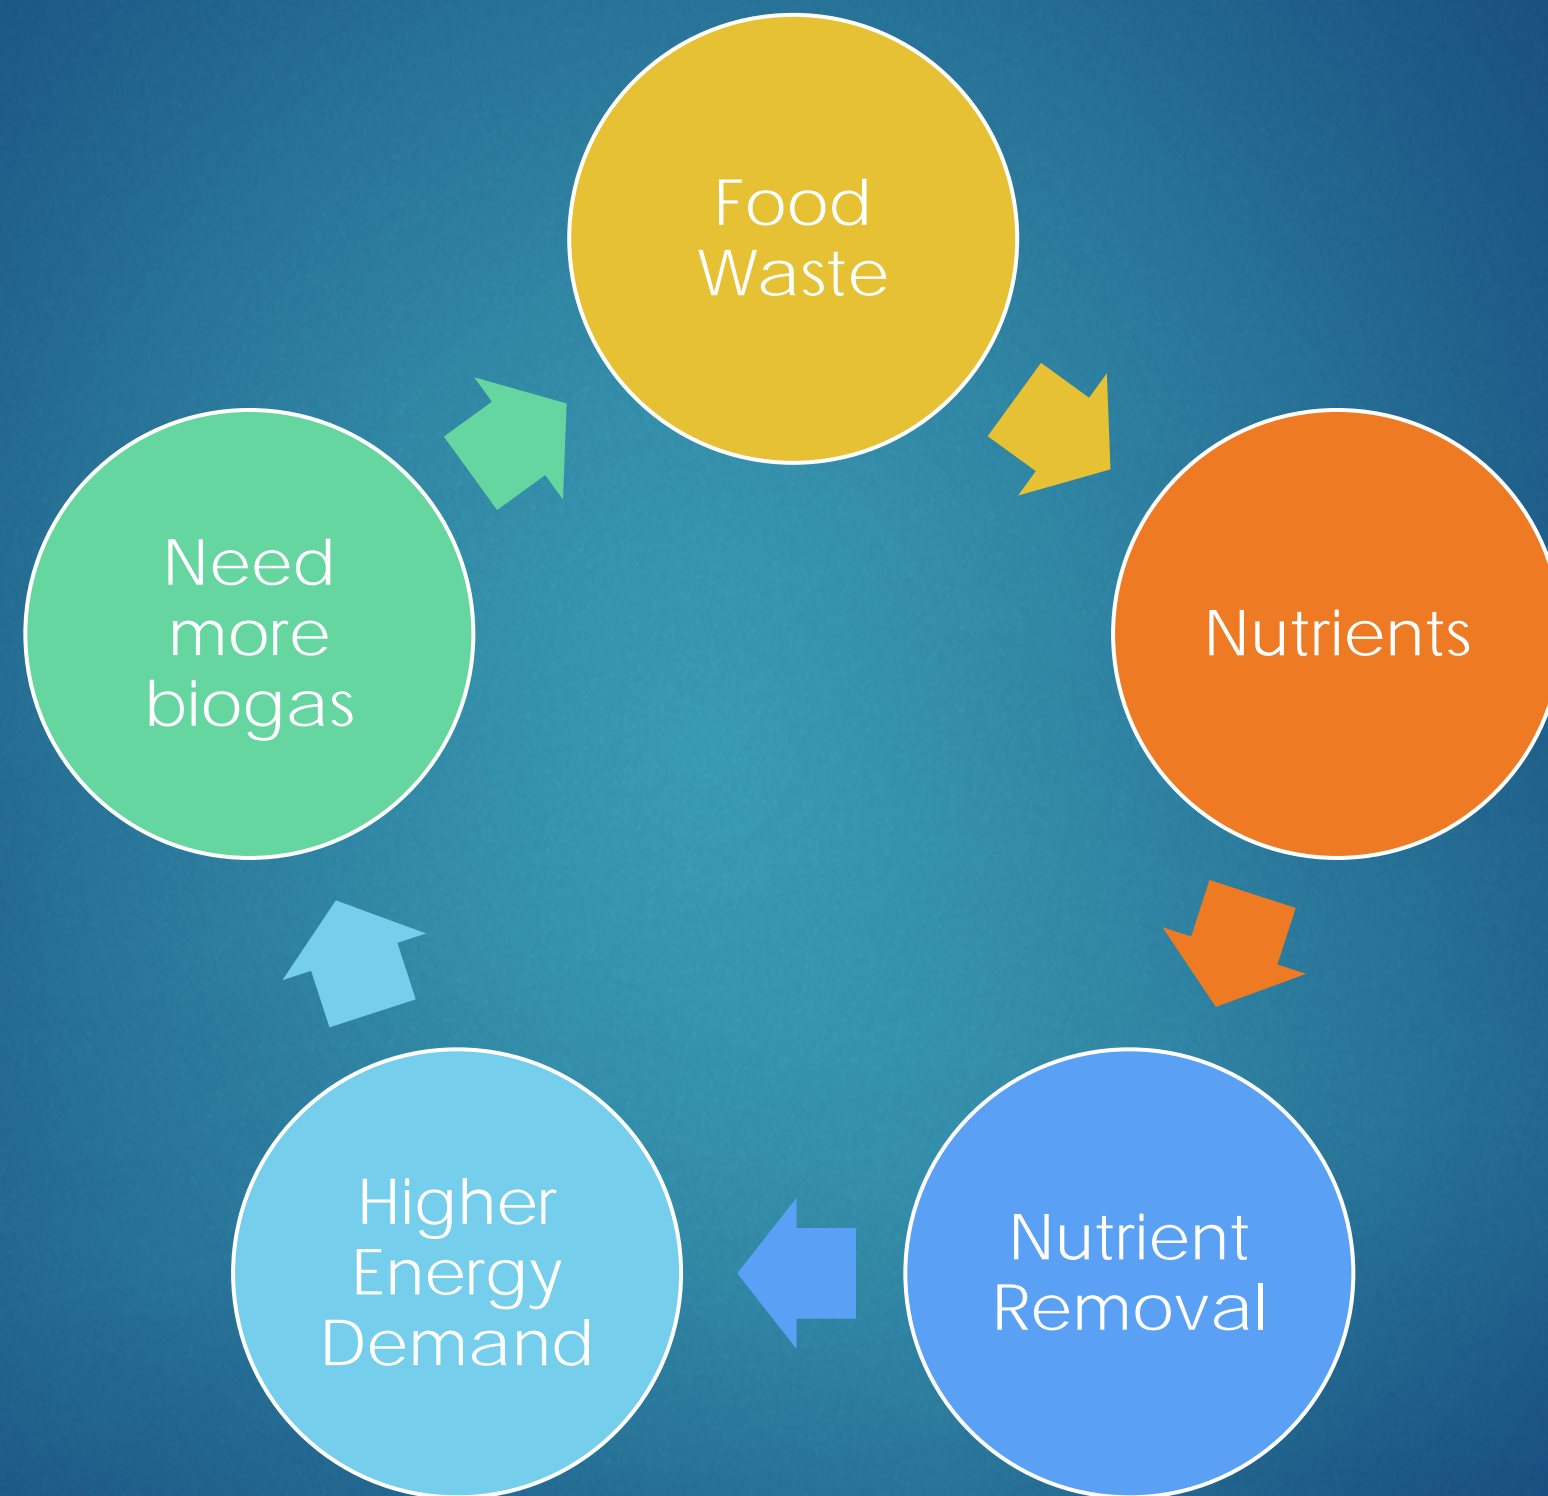 Food
Waste
Nutrients
Nutrient
Removal
Higher
Energy
Demand
Need
more
biogas